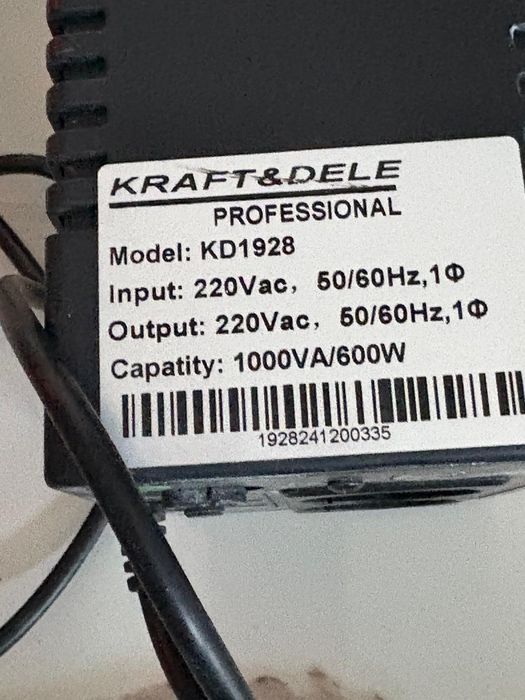 KRAFT&DELE
PROFESSIONAL
Model: KD1928
Input: 220Vac, 50/60Hz,1Φ
Output: 220Vac, 50/60Hz,1Φ
Capatity: 1000VA/600W
1928241200335